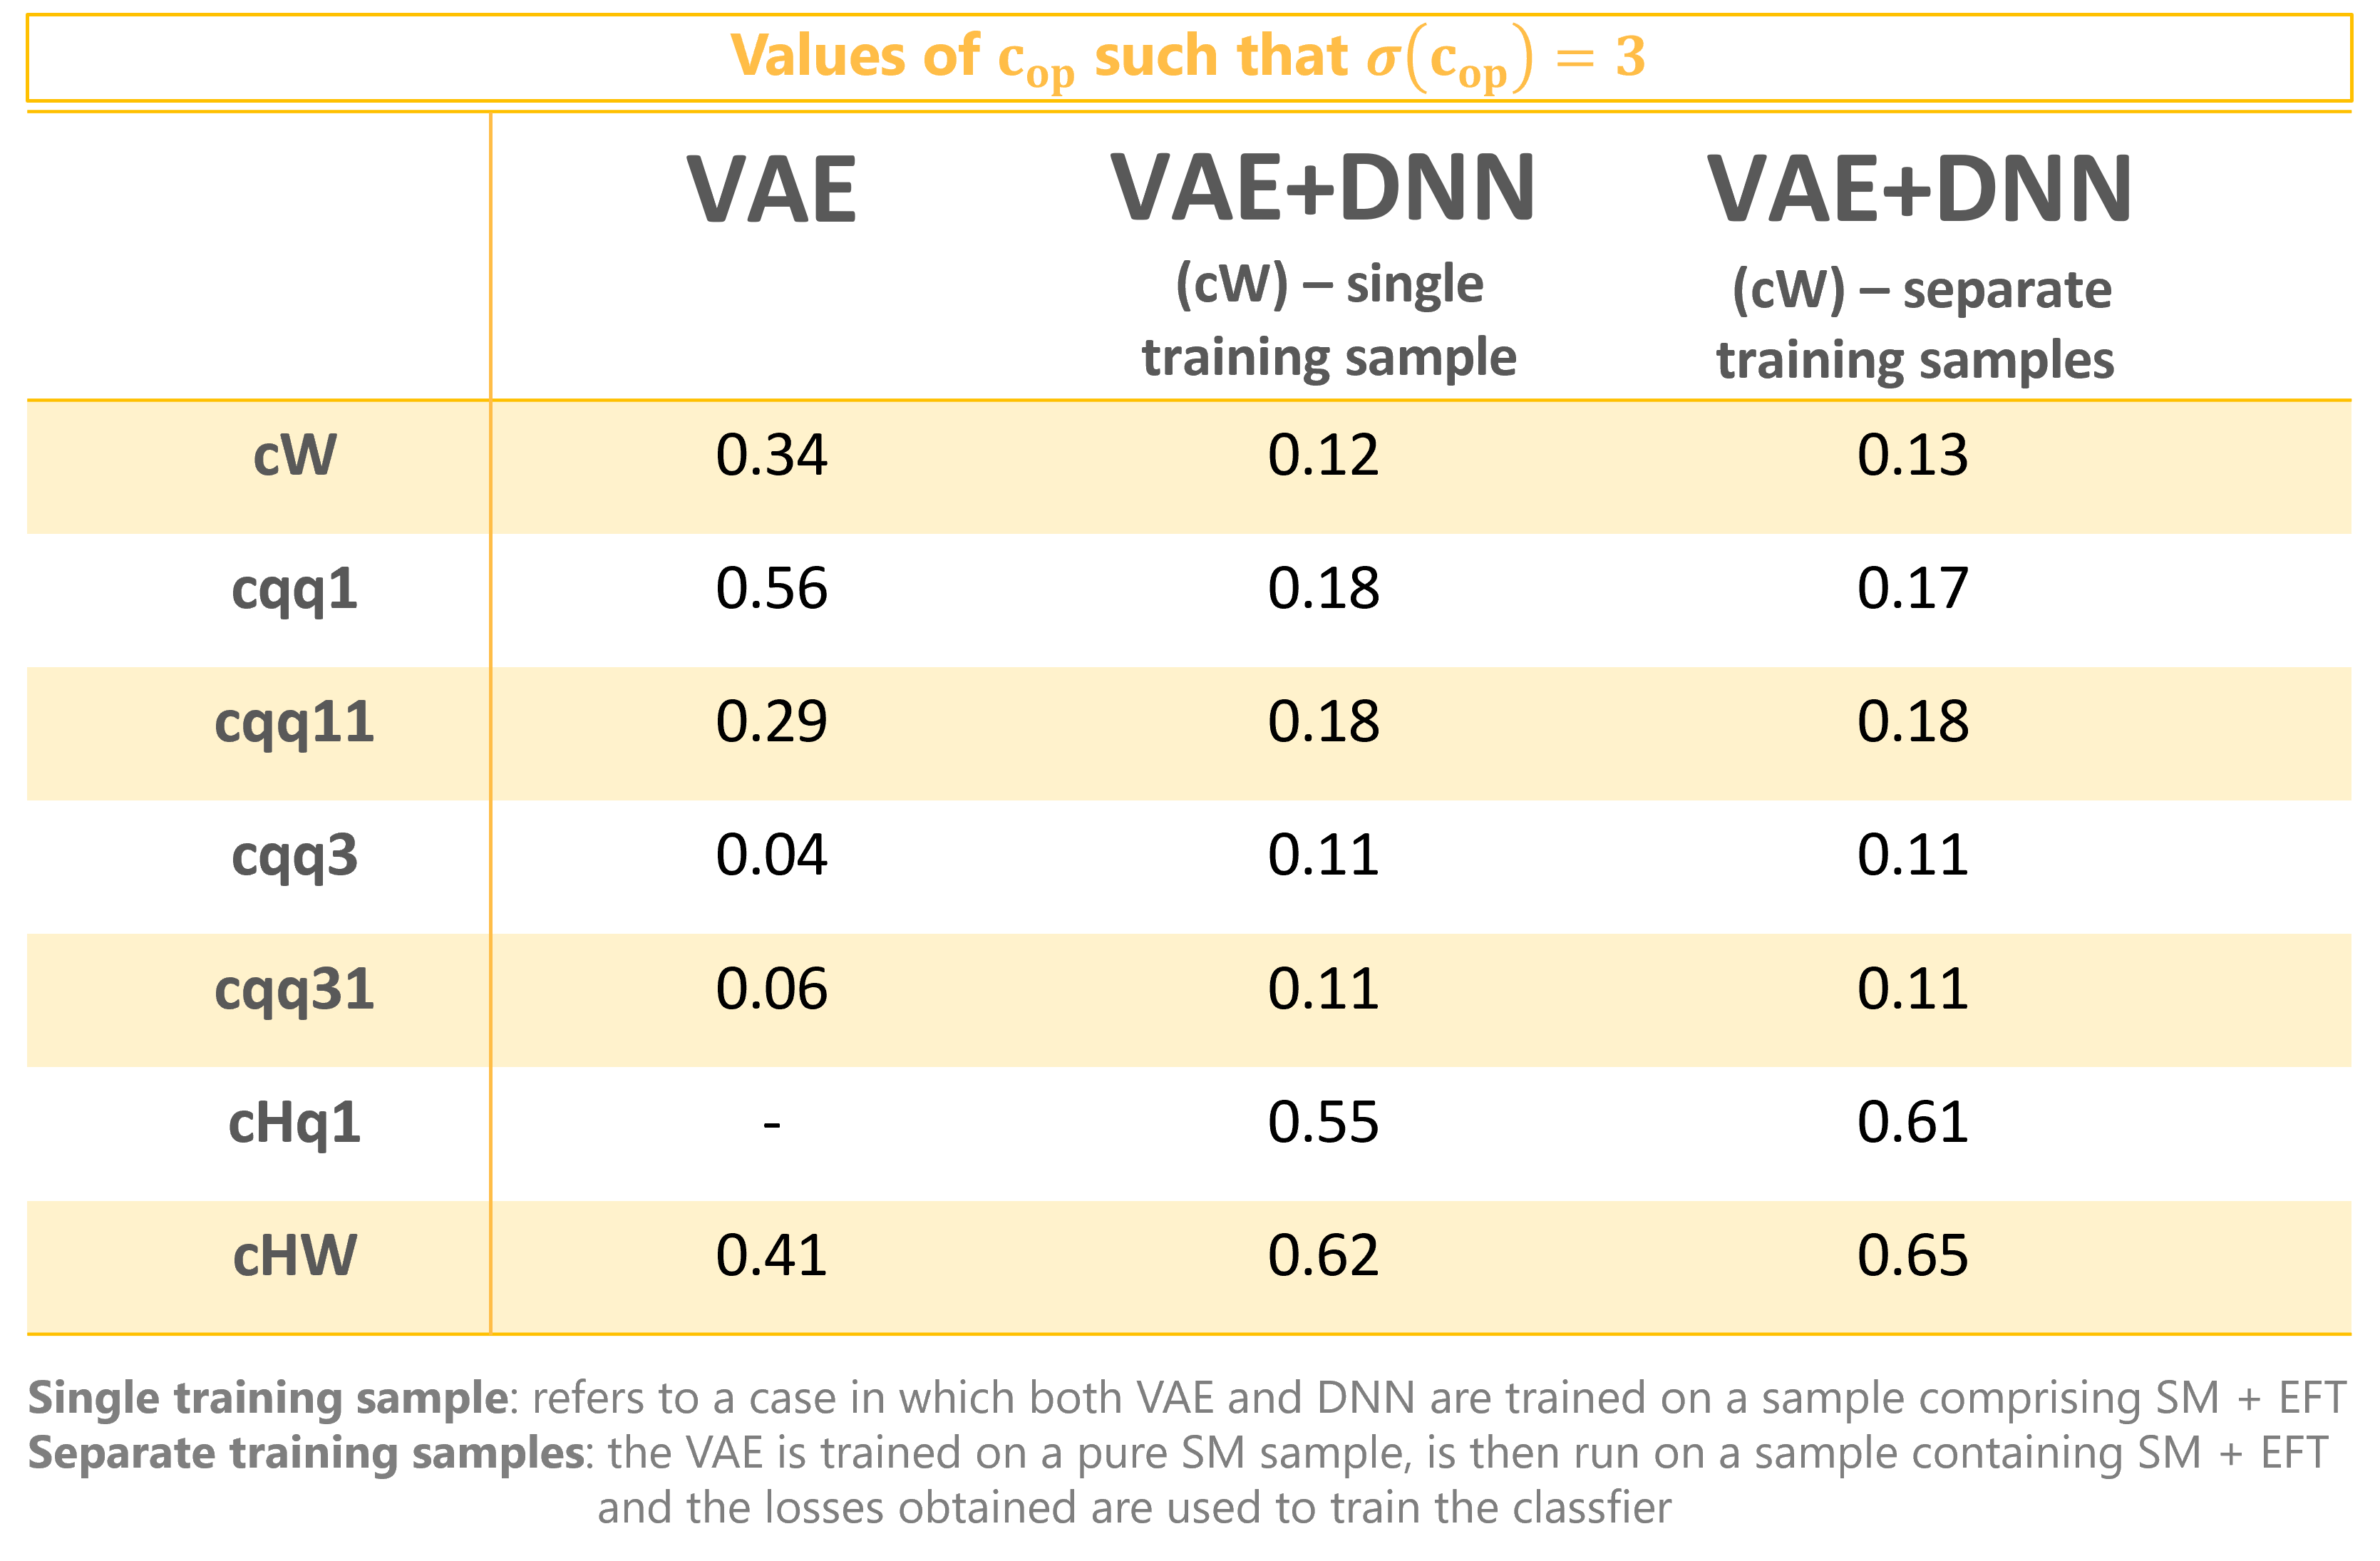 Values of c_op such that σ(c_op) = 3
VAE VAE+DNN VAE+DNN
(cW) – single (cW) – separate
training sample training samples
cW 0.34 0.12 0.13
cqq1 0.56 0.18 0.17
cqq11 0.29 0.18 0.18
cqq3 0.04 0.11 0.11
cqq31 0.06 0.11 0.11
cHq1 - 0.55 0.61
cHW 0.41 0.62 0.65
Single training sample: refers to a case in which both VAE and DNN are trained on a sample comprising SM + EFT
Separate training samples: the VAE is trained on a pure SM sample, is then run on a sample containing SM + EFT
and the losses obtained are used to train the classfier